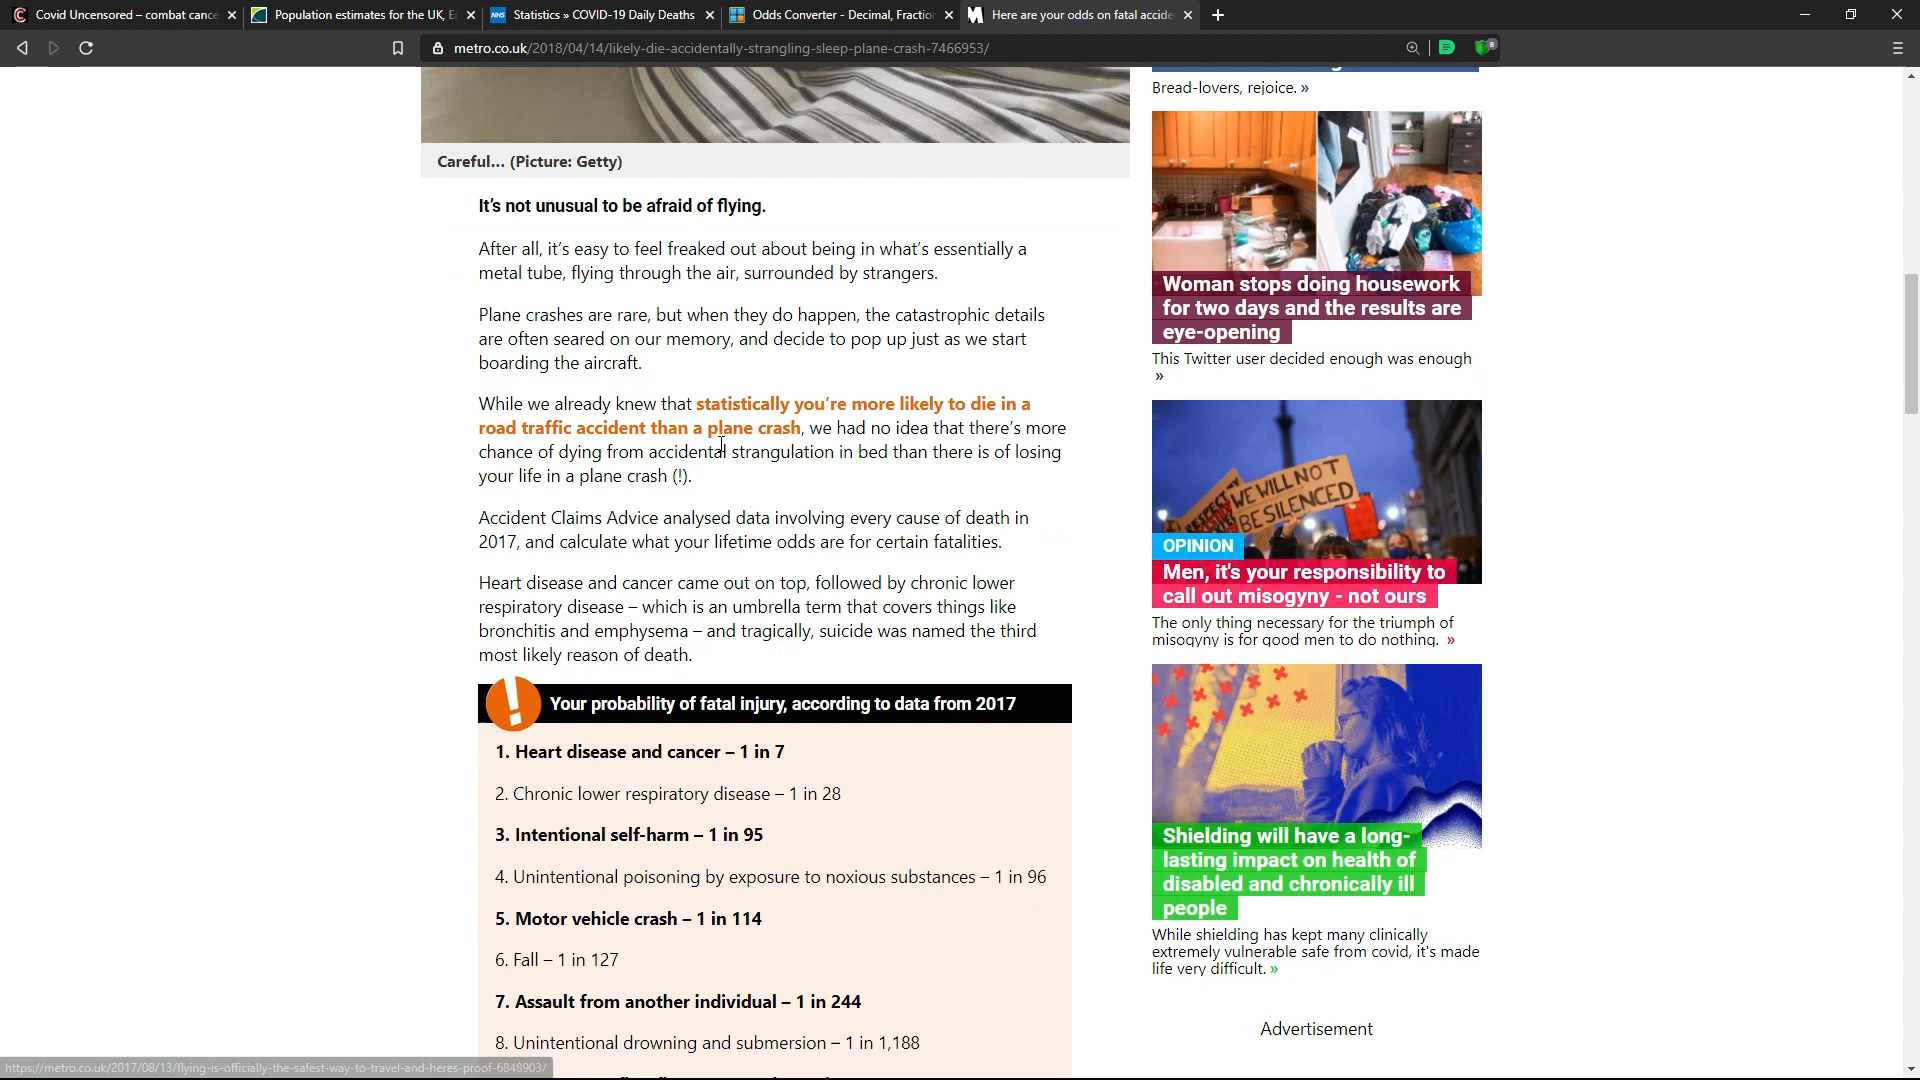 Covid Uncensored – combat cance
Population estimates for the UK, E
NHS
Statistics » COVID-19 Daily Deaths
Odds Converter - Decimal, Fraction
M
Here are your odds on fatal accide
metro.co.uk/2018/04/14/likely-die-accidentally-strangling-sleep-plane-crash-7466953/
8
Careful... (Picture: Getty)
It's not unusual to be afraid of flying.
After all, it's easy to feel freaked out about being in what's essentially a
metal tube, flying through the air, surrounded by strangers.
Plane crashes are rare, but when they do happen, the catastrophic details
are often seared on our memory, and decide to pop up just as we start
boarding the aircraft.
While we already knew that statistically you're more likely to die in a
road traffic accident than a plane crash, we had no idea that there's more
chance of dying from accidental strangulation in bed than there is of losing
your life in a plane crash (!).
Accident Claims Advice analysed data involving every cause of death in
2017, and calculate what your lifetime odds are for certain fatalities.
Heart disease and cancer came out on top, followed by chronic lower
respiratory disease – which is an umbrella term that covers things like
bronchitis and emphysema – and tragically, suicide was named the third
most likely reason of death.
! Your probability of fatal injury, according to data from 2017
1. Heart disease and cancer – 1 in 7
2. Chronic lower respiratory disease – 1 in 28
3. Intentional self-harm – 1 in 95
4. Unintentional poisoning by exposure to noxious substances – 1 in 96
5. Motor vehicle crash – 1 in 114
6. Fall – 1 in 127
7. Assault from another individual – 1 in 244
8. Unintentional drowning and submersion – 1 in 1,188
Bread-lovers, rejoice. »
Woman stops doing housework
for two days and the results are
eye-opening
This Twitter user decided enough was enough
»
RESPECT
WE WILL NOT
BE SILENCED
OPINION
Men, it's your responsibility to
call out misogyny - not ours
The only thing necessary for the triumph of
misogyny is for good men to do nothing. »
Shielding will have a long-
lasting impact on health of
disabled and chronically ill
people
While shielding has kept many clinically
extremely vulnerable safe from covid, it's made
life very difficult. »
Advertisement
https://metro.co.uk/2017/08/13/flying-is-officially-the-safest-way-to-travel-and-heres-proof-6848903/